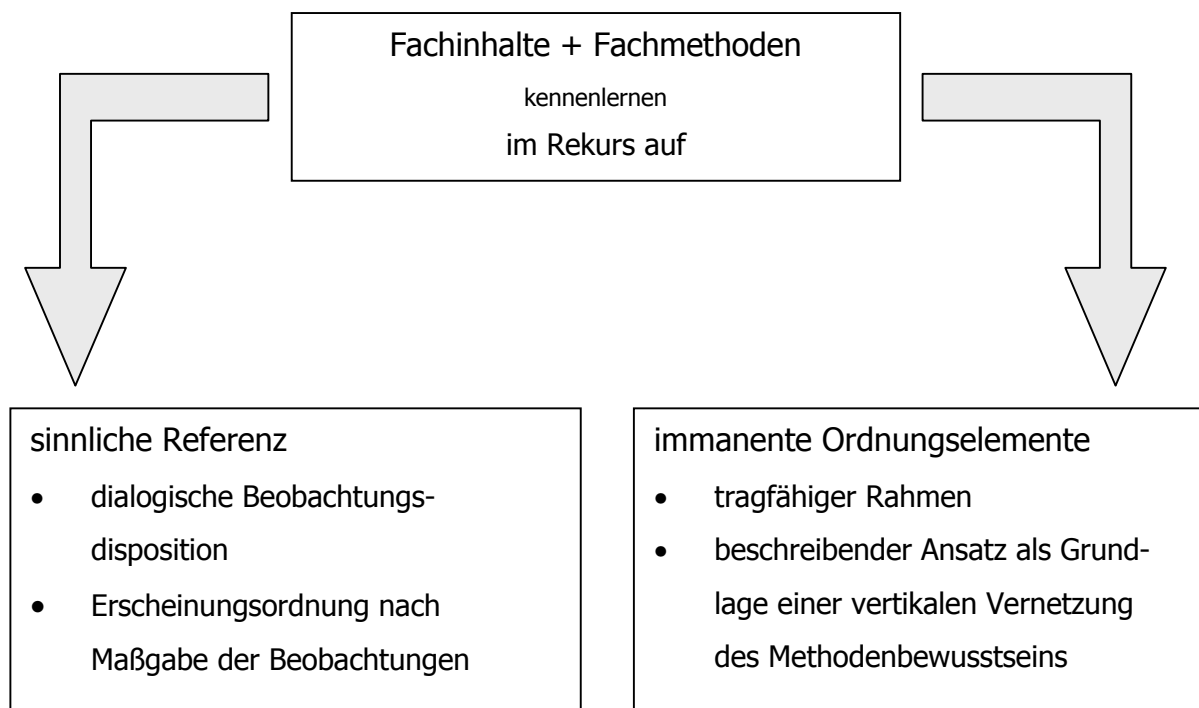 Fachinhalte + Fachmethoden
kennenlernen
im Rekurs auf
sinnliche Referenz
• dialogische Beobachtungs-
disposition
• Erscheinungsordnung nach
Maßgabe der Beobachtungen
immanente Ordnungselemente
• tragfähiger Rahmen
• beschreibender Ansatz als Grund-
lage einer vertikalen Vernetzung
des Methodenbewusstseins